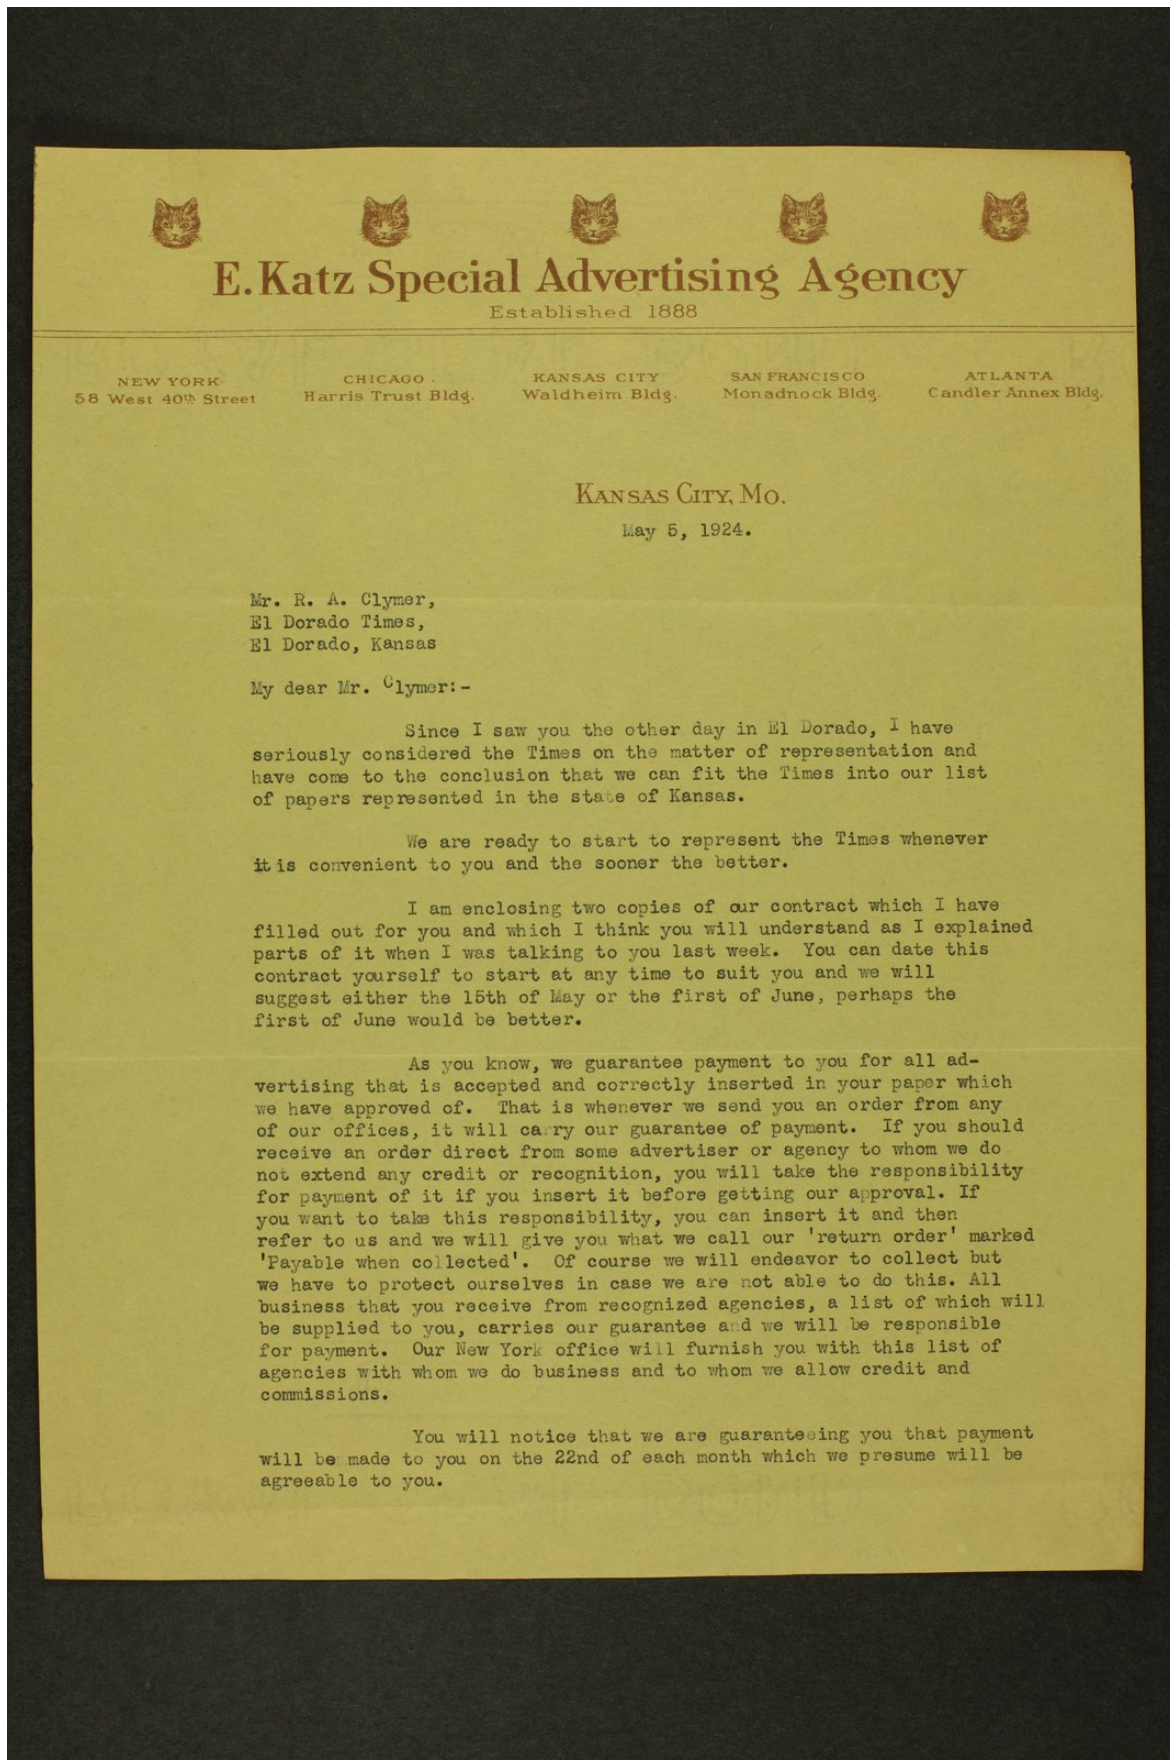 E. Katz Special Advertising Agency
Established 1888
NEW YORK
58 West 40th Street
CHICAGO
Harris Trust Bldg.
KANSAS CITY
Waldheim Bldg.
SAN FRANCISCO
Monadnock Bldg.
ATLANTA
Candler Annex Bldg.
KANSAS CITY, MO.
May 5, 1924.
Mr. R. A. Clymer,
El Dorado Times,
El Dorado, Kansas
My dear Mr. Clymer:-
Since I saw you the other day in El Dorado, I have
seriously considered the Times on the matter of representation and
have come to the conclusion that we can fit the Times into our list
of papers represented in the state of Kansas.
We are ready to start to represent the Times whenever
it is convenient to you and the sooner the better.
I am enclosing two copies of our contract which I have
filled out for you and which I think you will understand as I explained
parts of it when I was talking to you last week. You can date this
contract yourself to start at any time to suit you and we will
suggest either the 15th of May or the first of June, perhaps the
first of June would be better.
As you know, we guarantee payment to you for all ad-
vertising that is accepted and correctly inserted in your paper which
we have approved of. That is whenever we send you an order from any
of our offices, it will carry our guarantee of payment. If you should
receive an order direct from some advertiser or agency to whom we do
not extend any credit or recognition, you will take the responsibility
for payment of it if you insert it before getting our approval. If
you want to take this responsibility, you can insert it and then
refer to us and we will give you what we call our 'return order' marked
'Payable when collected'. Of course we will endeavor to collect but
we have to protect ourselves in case we are not able to do this. All
business that you receive from recognized agencies, a list of which will
be supplied to you, carries our guarantee and we will be responsible
for payment. Our New York office will furnish you with this list of
agencies with whom we do business and to whom we allow credit and
commissions.
You will notice that we are guaranteeing you that payment
will be made to you on the 22nd of each month which we presume will be
agreeable to you.